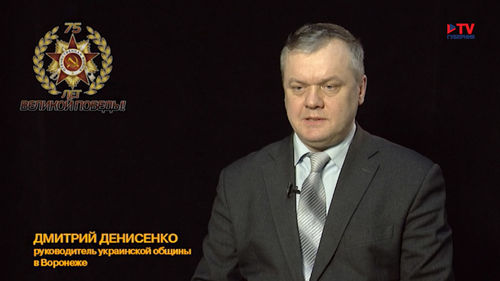 75
ЛЕТ
ВЕЛИКОЙ ПОБЕДЫ!
TV
ГУБЕРНИЯ
ДМИТРИЙ ДЕНИСЕНКО
руководитель украинской общины
в Воронеже